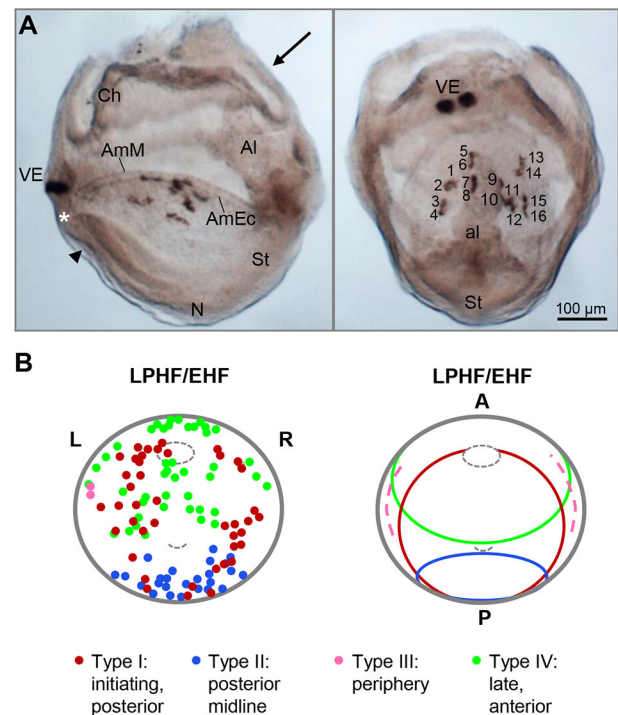 A
Ch
AmM
Al
VE
AmEc
*
St
N
VE
5
6
1
2
7
8
3
4
9
10
11
12
13
14
15
16
al
St
100 µm
B
LPHF/EHF
L
R
LPHF/EHF
A
P
Type I:
initiating,
posterior
Type II:
posterior
midline
Type III:
periphery
Type IV:
late,
anterior